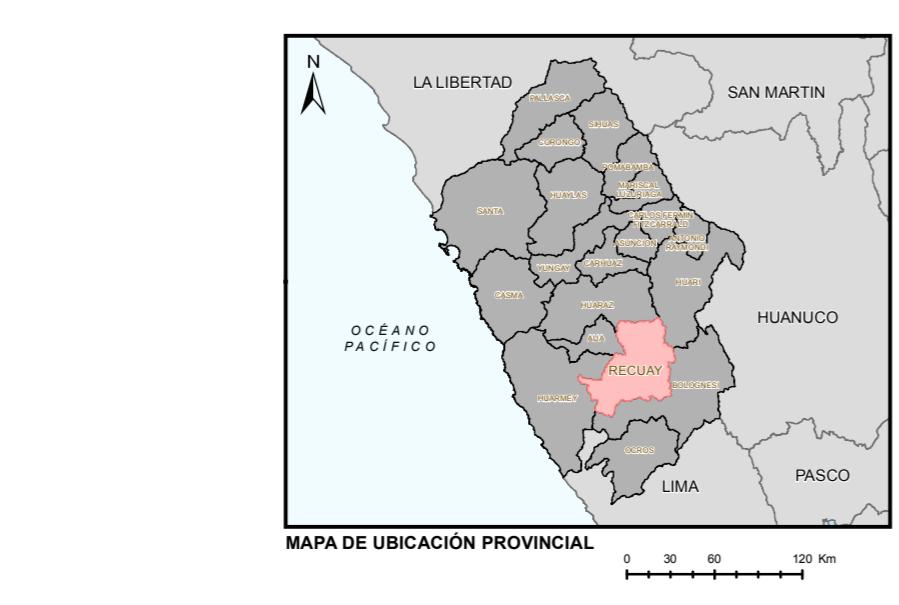 N
LA LIBERTAD
SAN MARTIN
PALLASCA
SIHUAS
CORONGO
POMABAMBA
MARISCAL
LUZURIAGA
HUAYLAS
SANTA
CARLOS FERMIN
FITZCARRALD
ASUNCION
ANTONIO
RAYMONDI
YUNGAY
CARHUAZ
HUARI
CASMA
HUARAZ
HUANUCO
OCÉANO
PACÍFICO
AIJA
RECUAY
BOLOGNESI
HUARMEY
OCROS
PASCO
LIMA
MAPA DE UBICACIÓN PROVINCIAL
0 30 60 120 Km